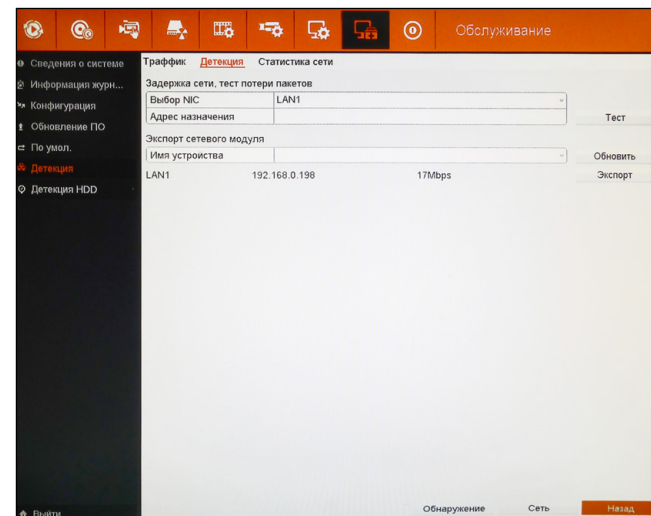 Обслуживание
Сведения о системе
Информация журн...
Конфигурация
Обновление ПО
По умол.
Детекция
Детекция HDD
Выйти
Траффик Детекция Статистика сети
Задержка сети, тест потери пакетов
Выбор NIC LAN1
Адрес назначения Тест
Экспорт сетевого модуля
Имя устроиства Обновить
LAN1 192.168.0.198 17Mbps Экспорт
Обнаружение Сеть Назад